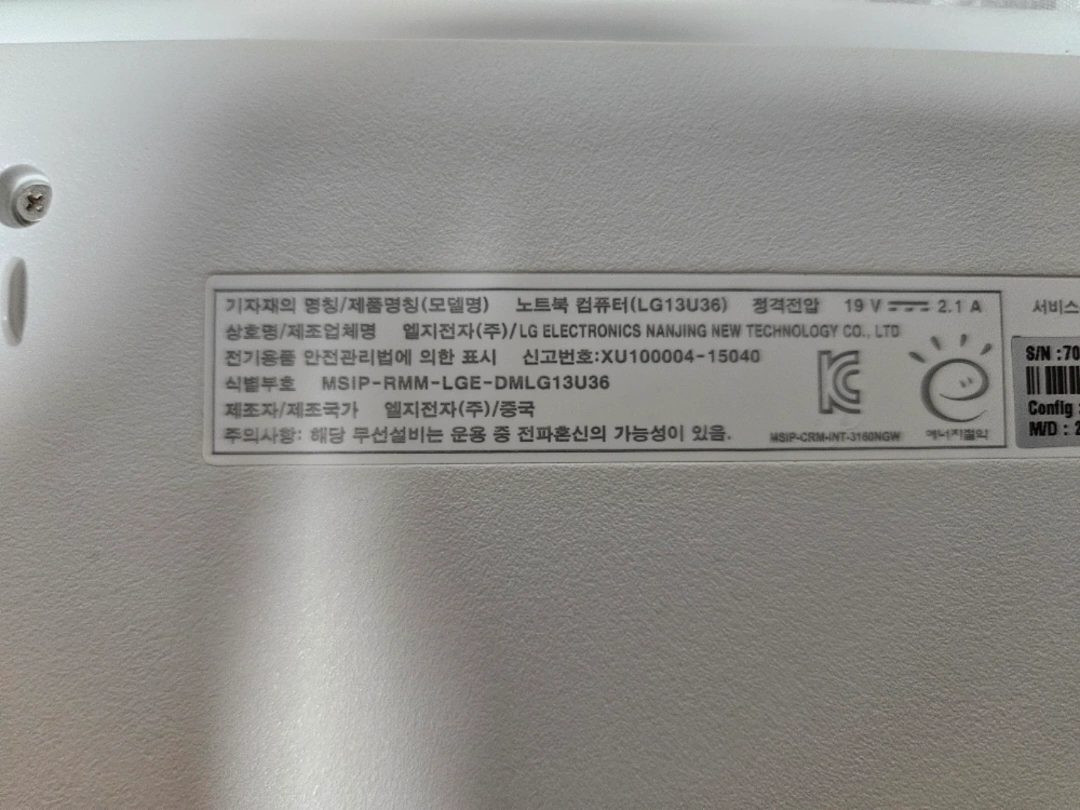 기자재의 명칭/제품명칭(모델명) 노트북 컴퓨터(LG13U36) 정격전압 19 V 2.1 A
상호명/제조업체명 엘지전자(주)/LG ELECTRONICS NANJING NEW TECHNOLOGY CO., LTD
전기용품 안전관리법에 의한 표시 신고번호:XU100004-15040
식별부호 MSIP-RMM-LGE-DMLG13U36
제조자/제조국가 엘지전자(주)/중국
주의사항: 해당 무선설비는 운용 중 전파혼신의 가능성이 있음.
MSIP-CRM-INT-3160NGW
에너지절약
서비스
S/N :70
Config :
M/D : 2